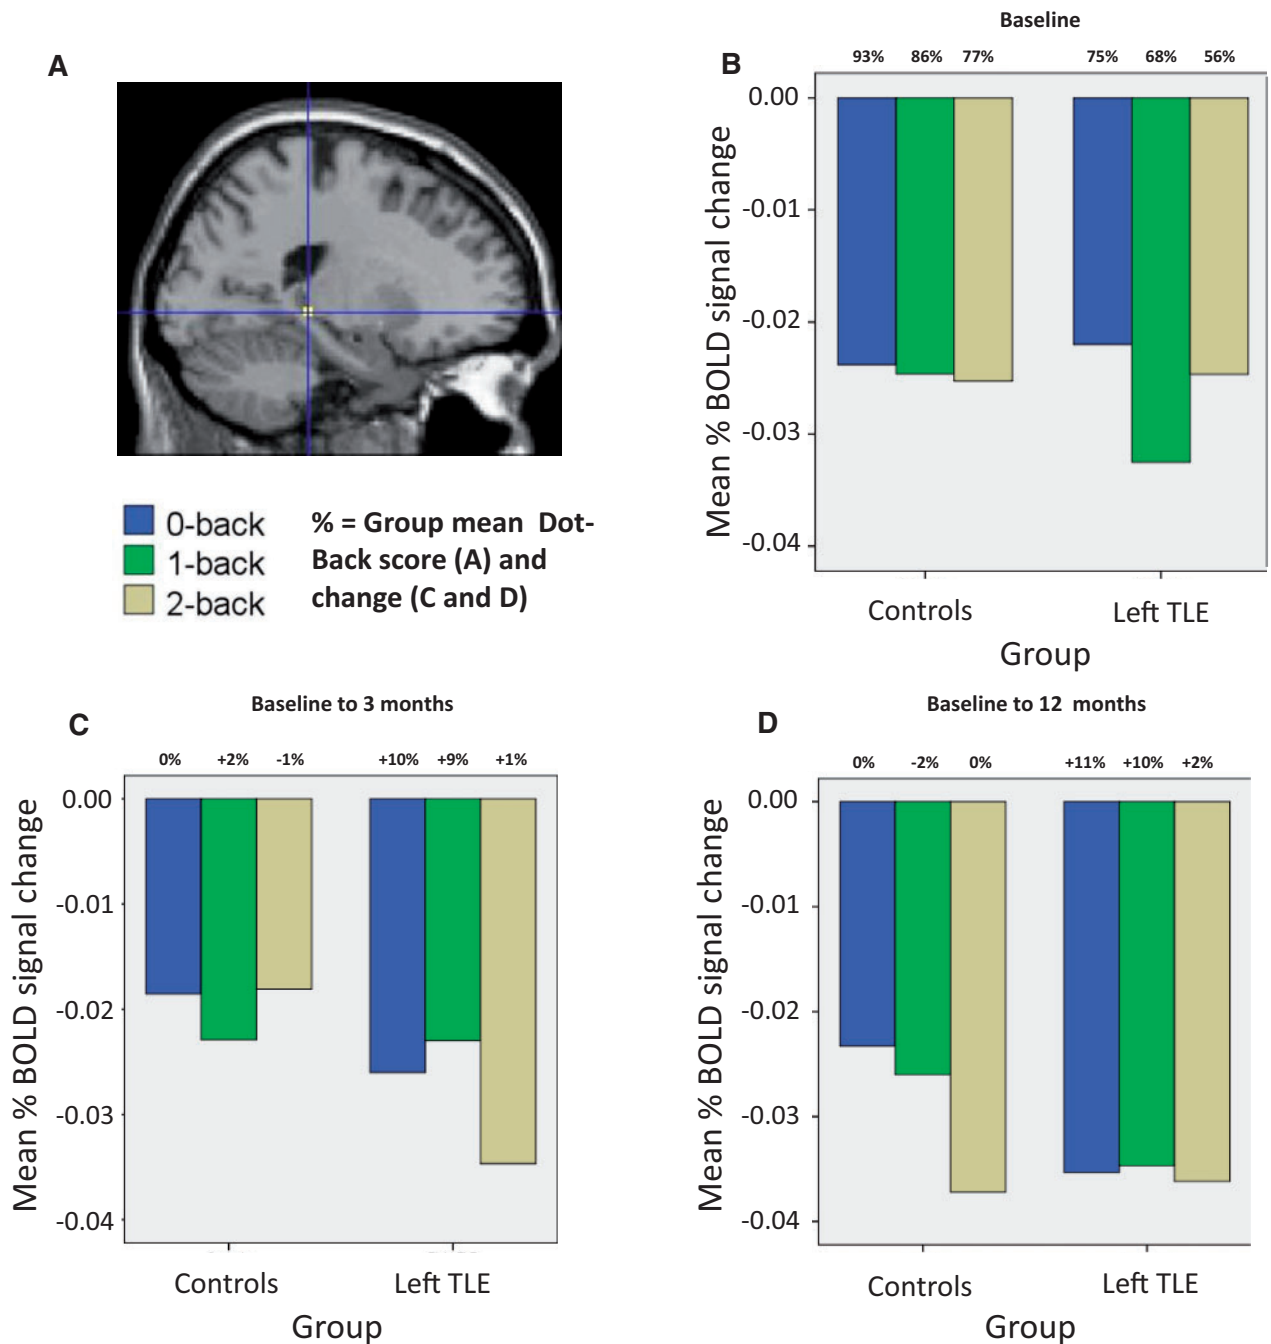 A
0-back
1-back
2-back
% = Group mean Dot-
Back score (A) and
change (C and D)
Baseline
B
93% 86% 77% 75% 68% 56%
0.00
-0.01
-0.02
-0.03
-0.04
Mean % BOLD signal change
Controls Left TLE
Group
Baseline to 3 months
C
0% +2% -1% +10% +9% +1%
0.00
-0.01
-0.02
-0.03
-0.04
Mean % BOLD signal change
Controls Left TLE
Group
Baseline to 12 months
D
0% -2% 0% +11% +10% +2%
0.00
-0.01
-0.02
-0.03
-0.04
Mean % BOLD signal change
Controls Left TLE
Group